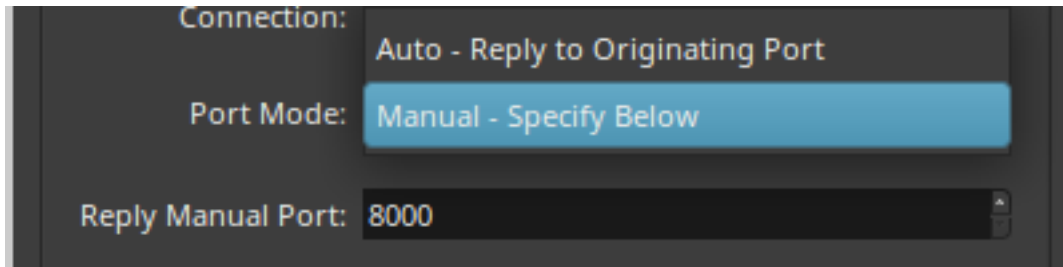 Connection:
Auto - Reply to Originating Port
Port Mode: Manual - Specify Below
Reply Manual Port: 8000